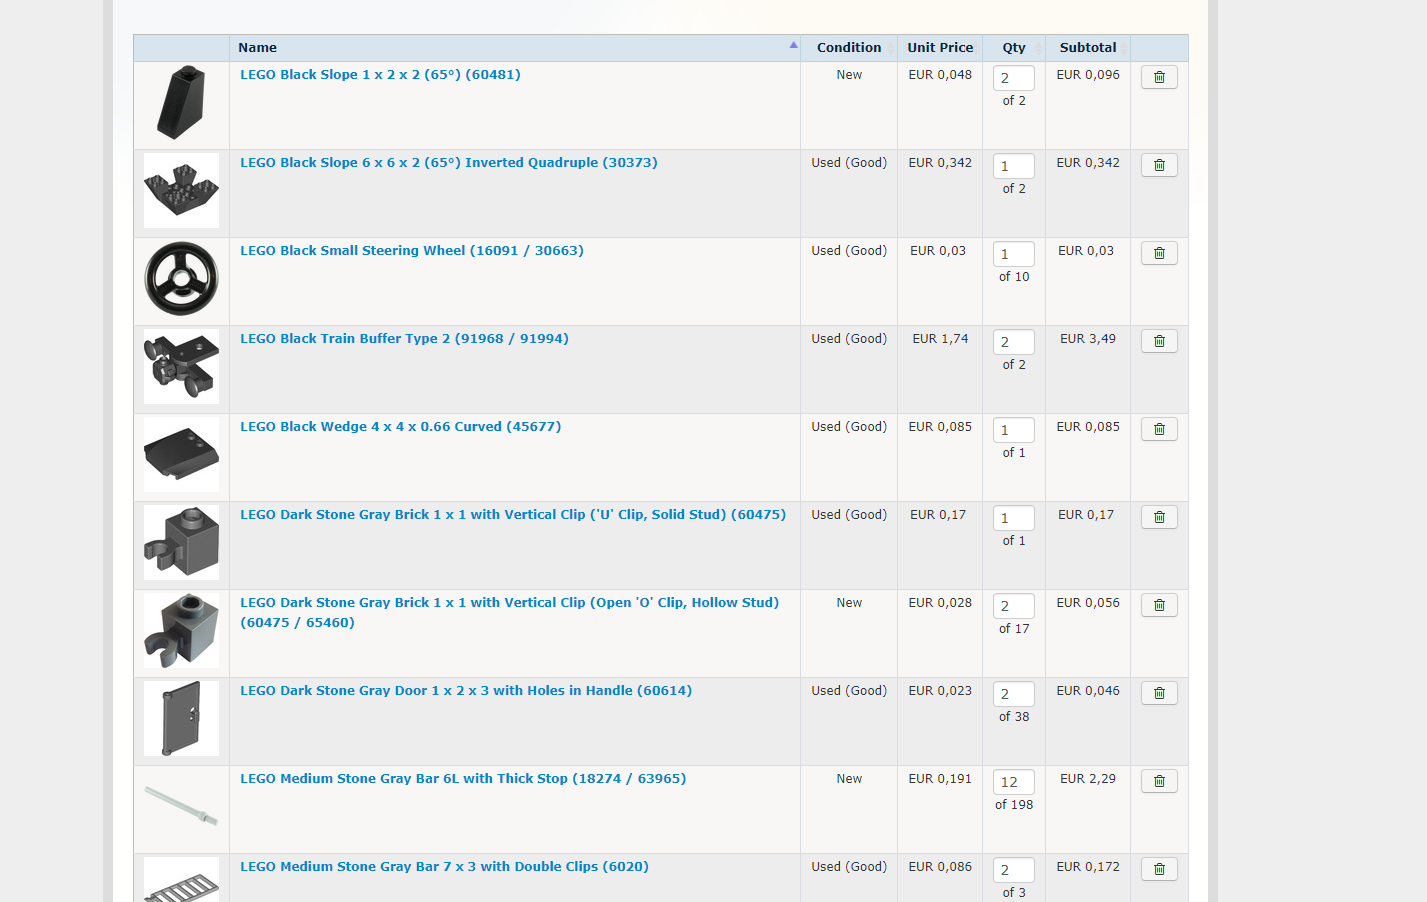 Name Condition Unit Price Qty Subtotal
LEGO Black Slope 1 x 2 x 2 (65°) (60481) New EUR 0,048 2 EUR 0,096
of 2
LEGO Black Slope 6 x 6 x 2 (65°) Inverted Quadruple (30373) Used (Good) EUR 0,342 1 EUR 0,342
of 2
LEGO Black Small Steering Wheel (16091 / 30663) Used (Good) EUR 0,03 1 EUR 0,03
of 10
LEGO Black Train Buffer Type 2 (91968 / 91994) Used (Good) EUR 1,74 2 EUR 3,49
of 2
LEGO Black Wedge 4 x 4 x 0.66 Curved (45677) Used (Good) EUR 0,085 1 EUR 0,085
of 1
LEGO Dark Stone Gray Brick 1 x 1 with Vertical Clip ('U' Clip, Solid Stud) (60475) Used (Good) EUR 0,17 1 EUR 0,17
of 1
LEGO Dark Stone Gray Brick 1 x 1 with Vertical Clip (Open 'O' Clip, Hollow Stud) New EUR 0,028 2 EUR 0,056
(60475 / 65460)
of 17
LEGO Dark Stone Gray Door 1 x 2 x 3 with Holes in Handle (60614) Used (Good) EUR 0,023 2 EUR 0,046
of 38
LEGO Medium Stone Gray Bar 6L with Thick Stop (18274 / 63965) New EUR 0,191 12 EUR 2,29
of 198
LEGO Medium Stone Gray Bar 7 x 3 with Double Clips (6020) Used (Good) EUR 0,086 2 EUR 0,172
of 3